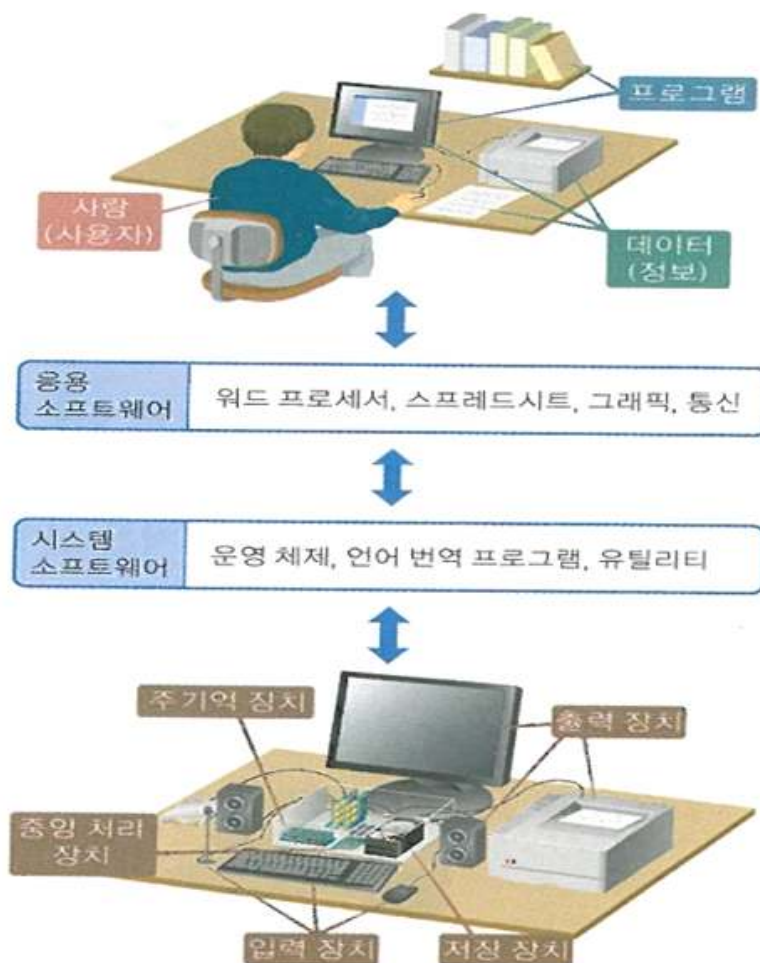 프로그램
사람
(사용자)
데이터
(정보)
응용
소프트웨어
워드 프로세서, 스프레드시트, 그래픽, 통신
시스템
소프트웨어
운영 체제, 언어 번역 프로그램, 유틸리티
주기억 장치
출력 장치
중앙 처리
장치
입력 장치
저장 장치